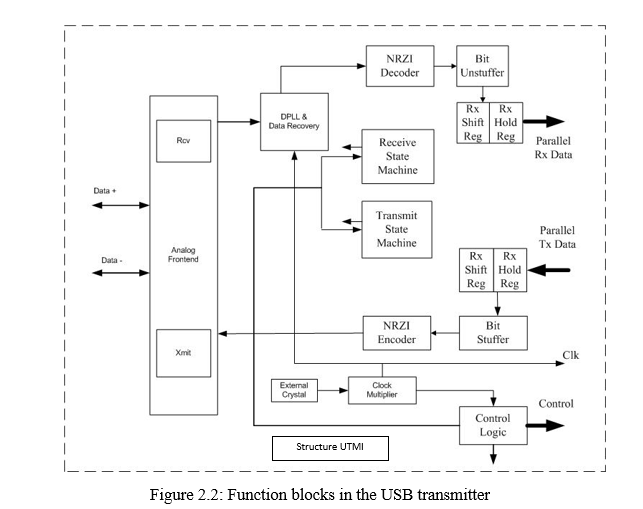 NRZI
Decoder
Bit
Unstuffer
DPLL &
Data Recovery
Rx
Shift
Reg
Rx
Hold
Reg
Parallel
Rx Data
Rcv
Receive
State
Machine
Data +
Transmit
State
Machine
Analog
Frontend
Data -
Parallel
Tx Data
Rx
Shift
Reg
Rx
Hold
Reg
NRZI
Encoder
Bit
Stuffer
Xmit
Clk
External
Crystal
Clock
Multiplier
Control
Control
Logic
Structure UTMI
Figure 2.2: Function blocks in the USB transmitter